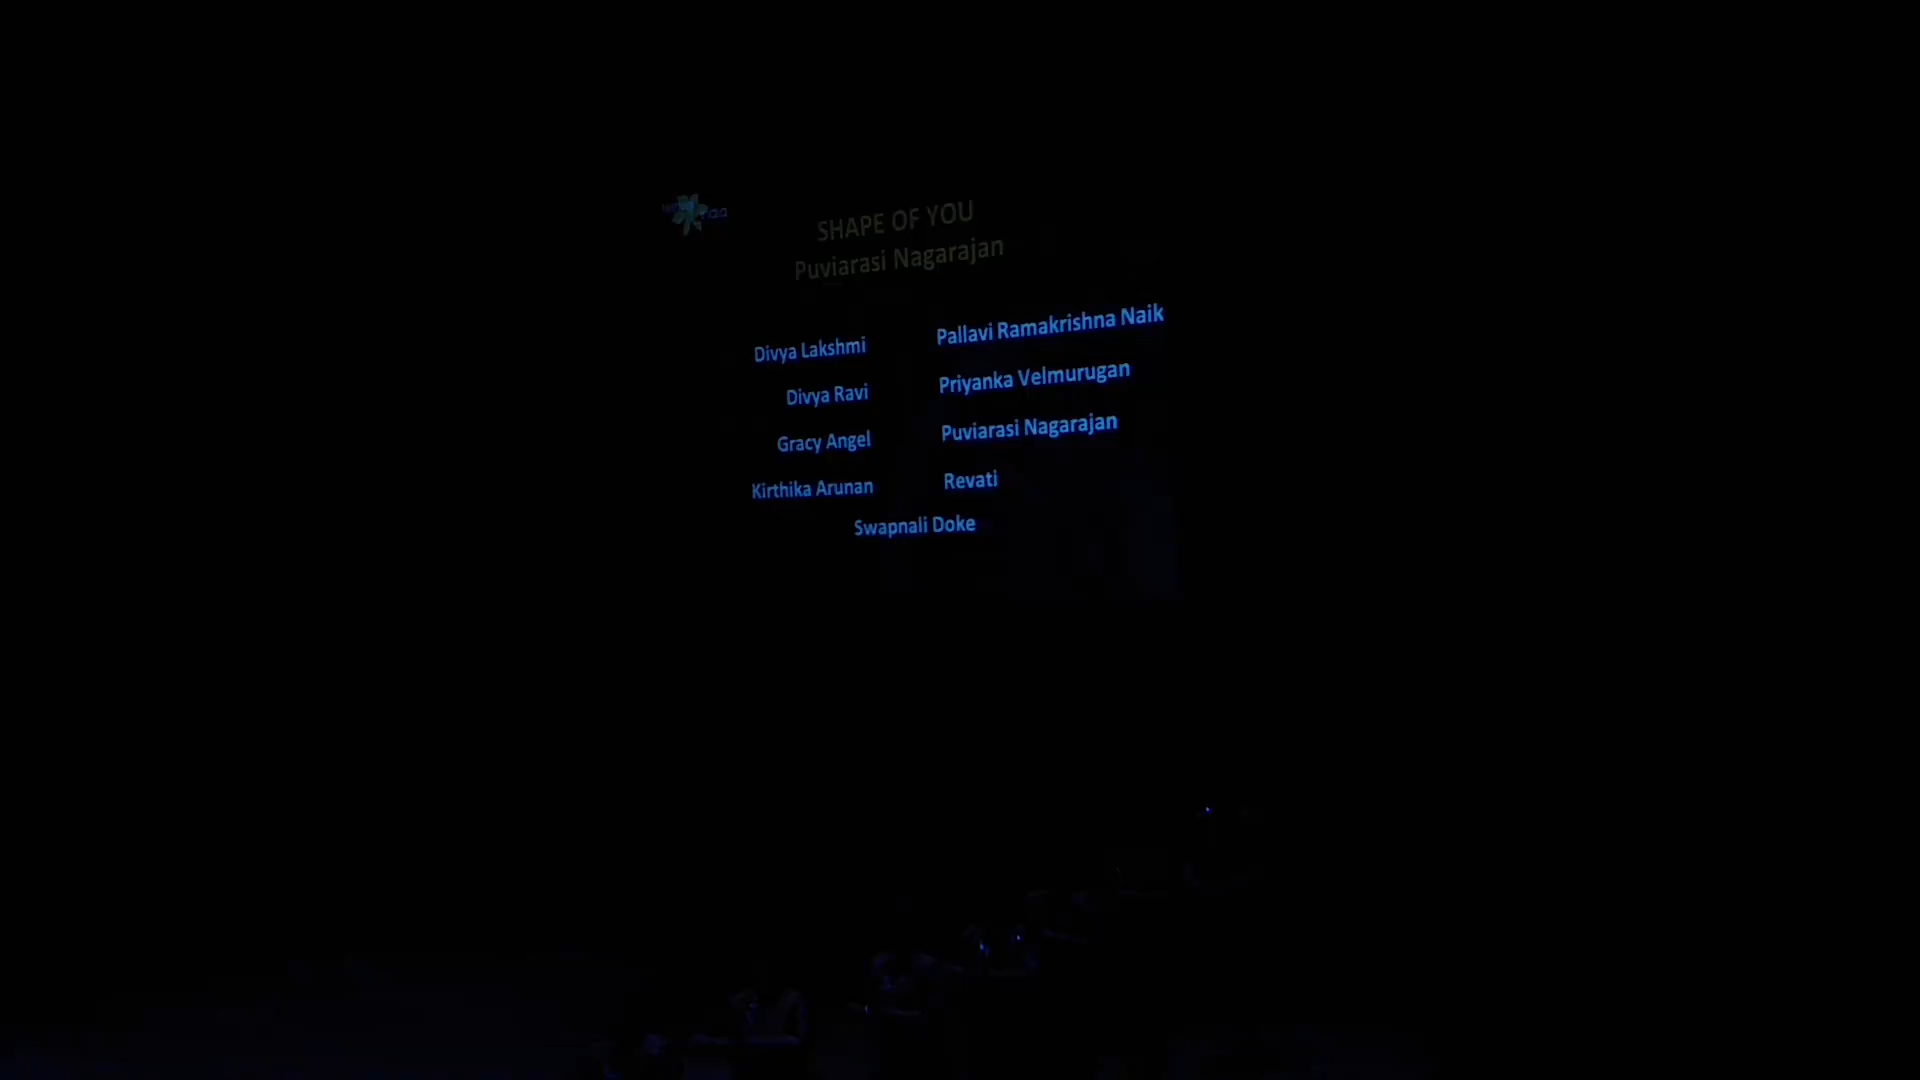 SHAPE OF YOU
Puviarasi Nagarajan
Divya Lakshmi
Pallavi Ramakrishna Naik
Divya Ravi
Priyanka Velmurugan
Gracy Angel
Puviarasi Nagarajan
Kirthika Arunan
Revati
Swapnali Doke